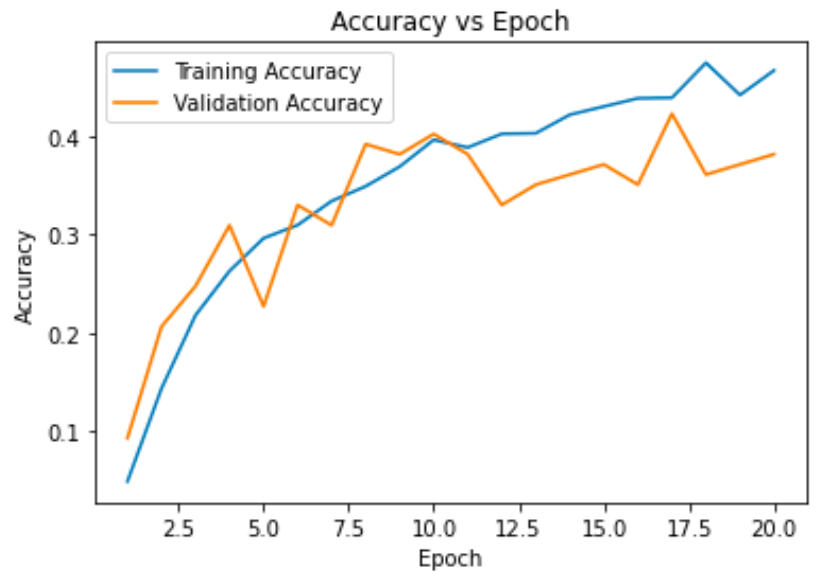 Accuracy vs Epoch
Training Accuracy
Validation Accuracy
0.4
0.3
0.2
0.1
Accuracy
2.5 5.0 7.5 10.0 12.5 15.0 17.5 20.0
Epoch